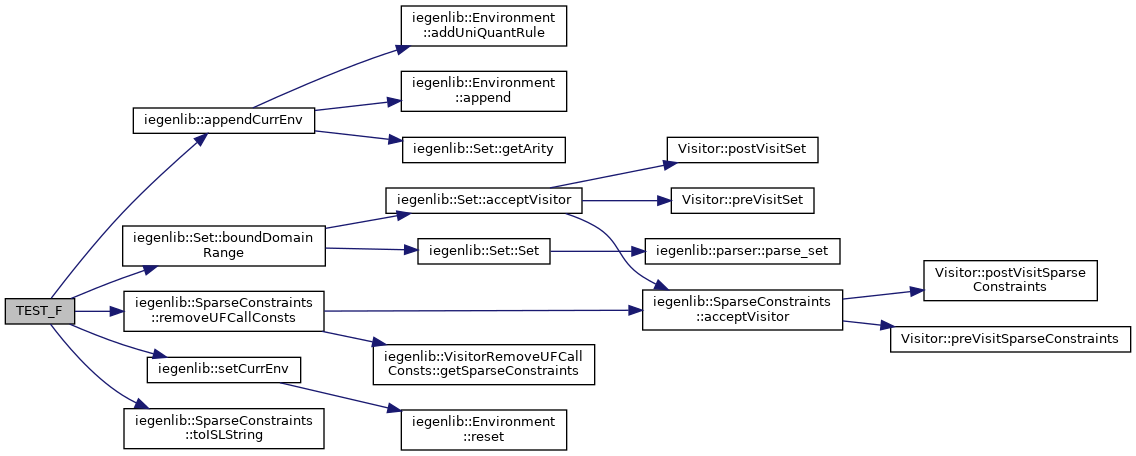 iegenlib::Environment
::addUniQuantRule
iegenlib::Environment
::append
iegenlib::appendCurrEnv
iegenlib::Set::getArity
Visitor::postVisitSet
iegenlib::Set::acceptVisitor
Visitor::preVisitSet
iegenlib::Set::boundDomain
Range
iegenlib::Set::Set
iegenlib::parser::parse_set
Visitor::postVisitSparse
Constraints
TEST_F
iegenlib::SparseConstraints
::removeUFCallConsts
iegenlib::SparseConstraints
::acceptVisitor
Visitor::preVisitSparseConstraints
iegenlib::VisitorRemoveUFCall
Consts::getSparseConstraints
iegenlib::setCurrEnv
iegenlib::SparseConstraints
::toISLString
iegenlib::Environment
::reset